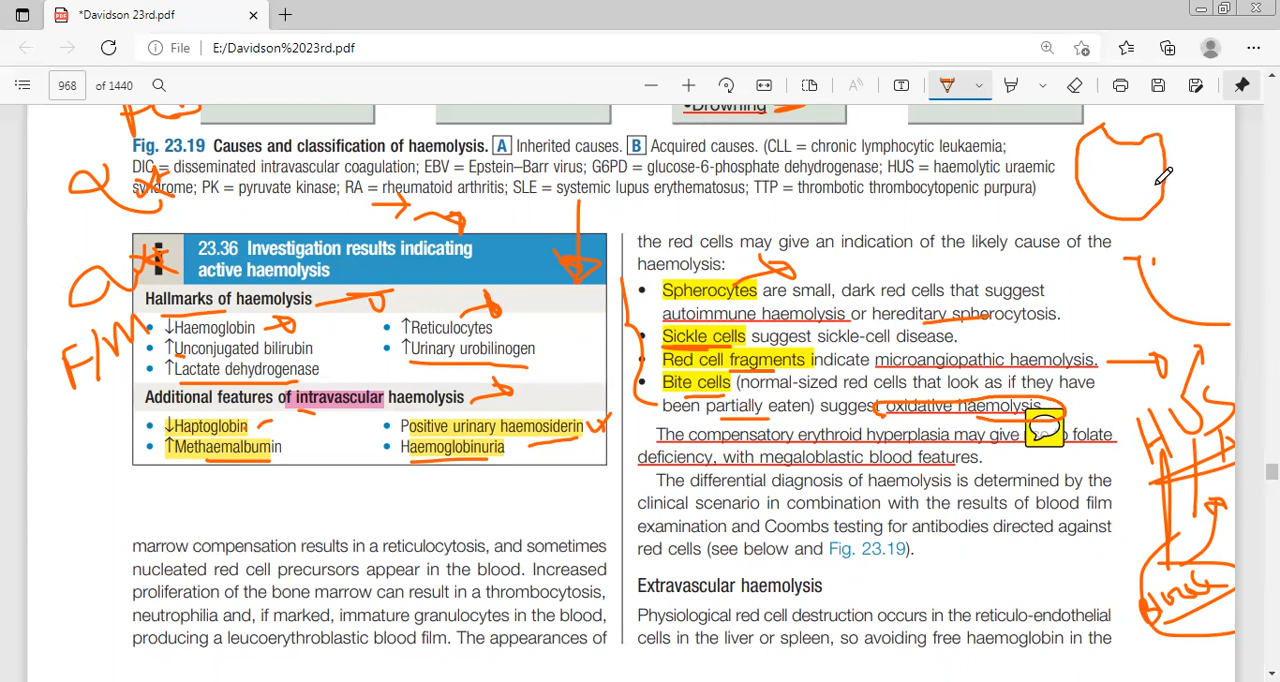 *Davidson 23rd.pdf
File E:/Davidson%2023rd.pdf
968 of 1440
•Drowning
Fig. 23.19 Causes and classification of haemolysis. A Inherited causes. B Acquired causes. (CLL = chronic lymphocytic leukaemia;
DIC = disseminated intravascular coagulation; EBV = Epstein–Barr virus; G6PD = glucose-6-phosphate dehydrogenase; HUS = haemolytic uraemic
syndrome; PK = pyruvate kinase; RA = rheumatoid arthritis; SLE = systemic lupus erythematosus; TTP = thrombotic thrombocytopenic purpura)
23.36 Investigation results indicating
active haemolysis
Hallmarks of haemolysis
• ↓Haemoglobin
• ↑Unconjugated bilirubin
• ↑Lactate dehydrogenase
• ↑Reticulocytes
• ↑Urinary urobilinogen
Additional features of intravascular haemolysis
• ↓Haptoglobin
• ↑Methaemalbumin
• Positive urinary haemosiderin
• Haemoglobinuria
F/M
marrow compensation results in a reticulocytosis, and sometimes
nucleated red cell precursors appear in the blood. Increased
proliferation of the bone marrow can result in a thrombocytosis,
neutrophilia and, if marked, immature granulocytes in the blood,
producing a leucoerythroblastic blood film. The appearances of
the red cells may give an indication of the likely cause of the
haemolysis:
• Spherocytes are small, dark red cells that suggest
autoimmune haemolysis or hereditary spherocytosis.
• Sickle cells suggest sickle-cell disease.
• Red cell fragments indicate microangiopathic haemolysis.
• Bite cells (normal-sized red cells that look as if they have
been partially eaten) suggest oxidative haemolysis.
The compensatory erythroid hyperplasia may give to folate
deficiency, with megaloblastic blood features.
The differential diagnosis of haemolysis is determined by the
clinical scenario in combination with the results of blood film
examination and Coombs testing for antibodies directed against
red cells (see below and Fig. 23.19).
Extravascular haemolysis
Physiological red cell destruction occurs in the reticulo-endothelial
cells in the liver or spleen, so avoiding free haemoglobin in the
HUS